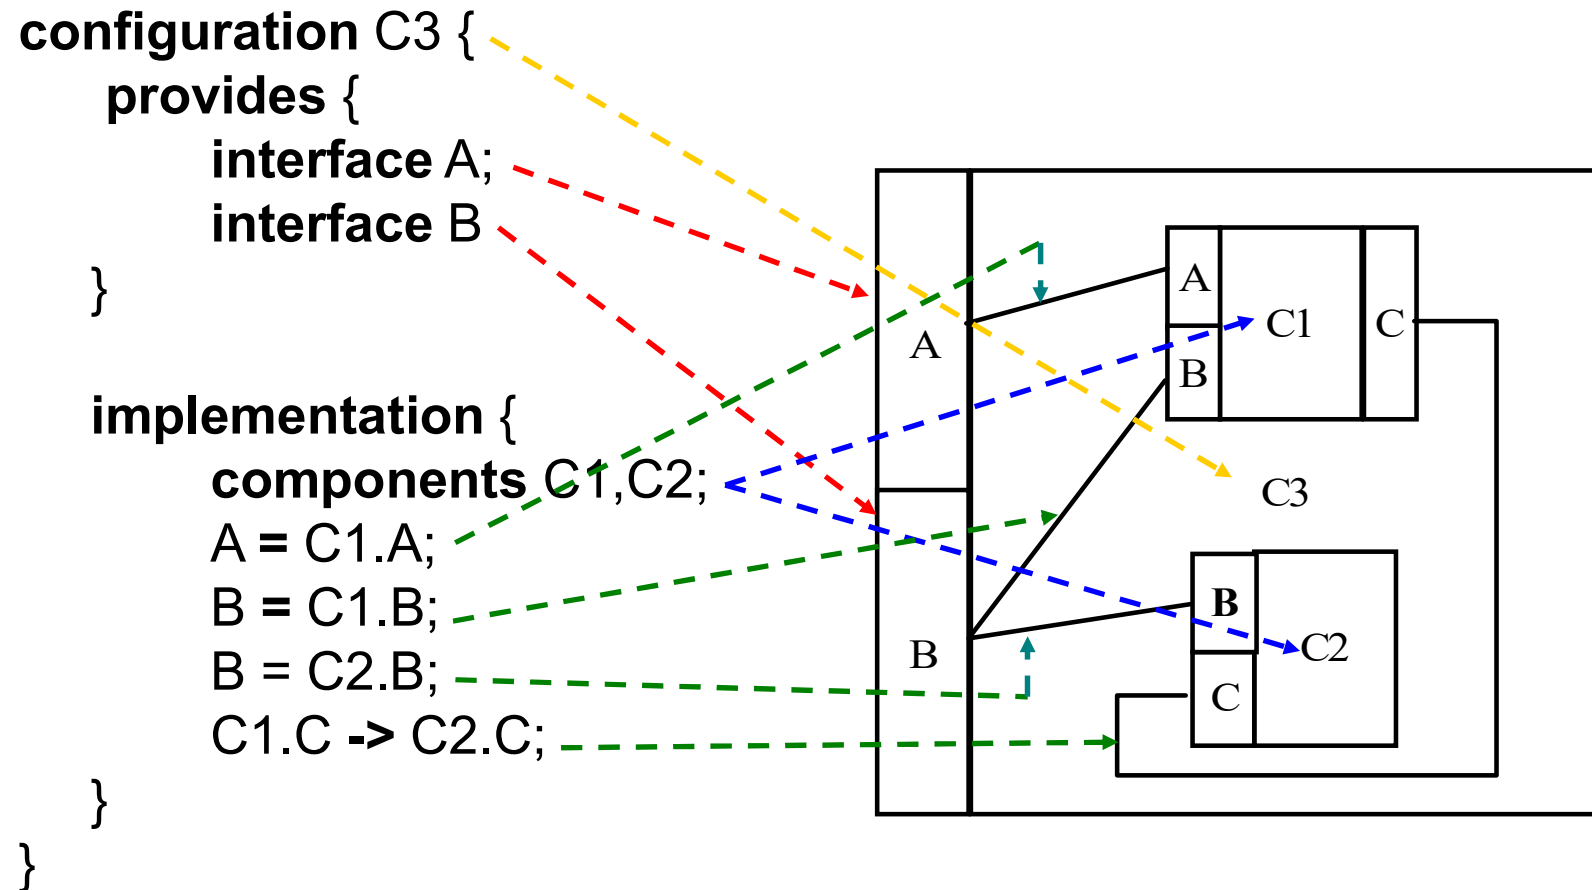 configuration C3 {
provides {
interface A;
interface B
}
implementation {
components C1,C2;
A = C1.A;
B = C1.B;
B = C2.B;
C1.C -> C2.C;
}
}
A
B
A
B
C1
C
C3
B
C
C2